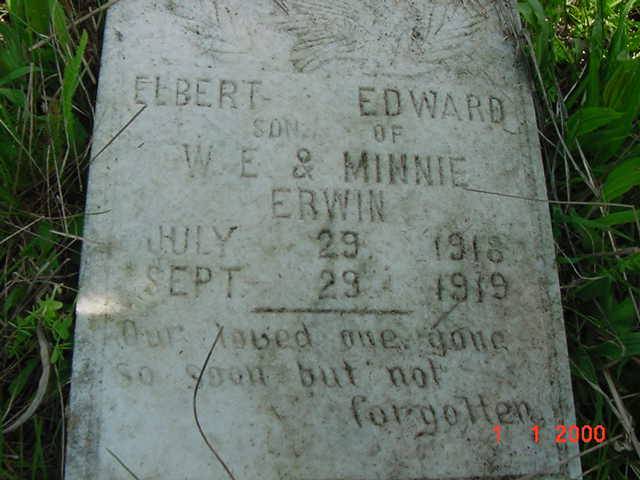 ELBERT EDWARD
SON OF
W. E & MINNIE
ERWIN
JULY 29 1918
SEPT 29 1919
Our loved one gone
so soon but not
forgotten.
1 1 2000